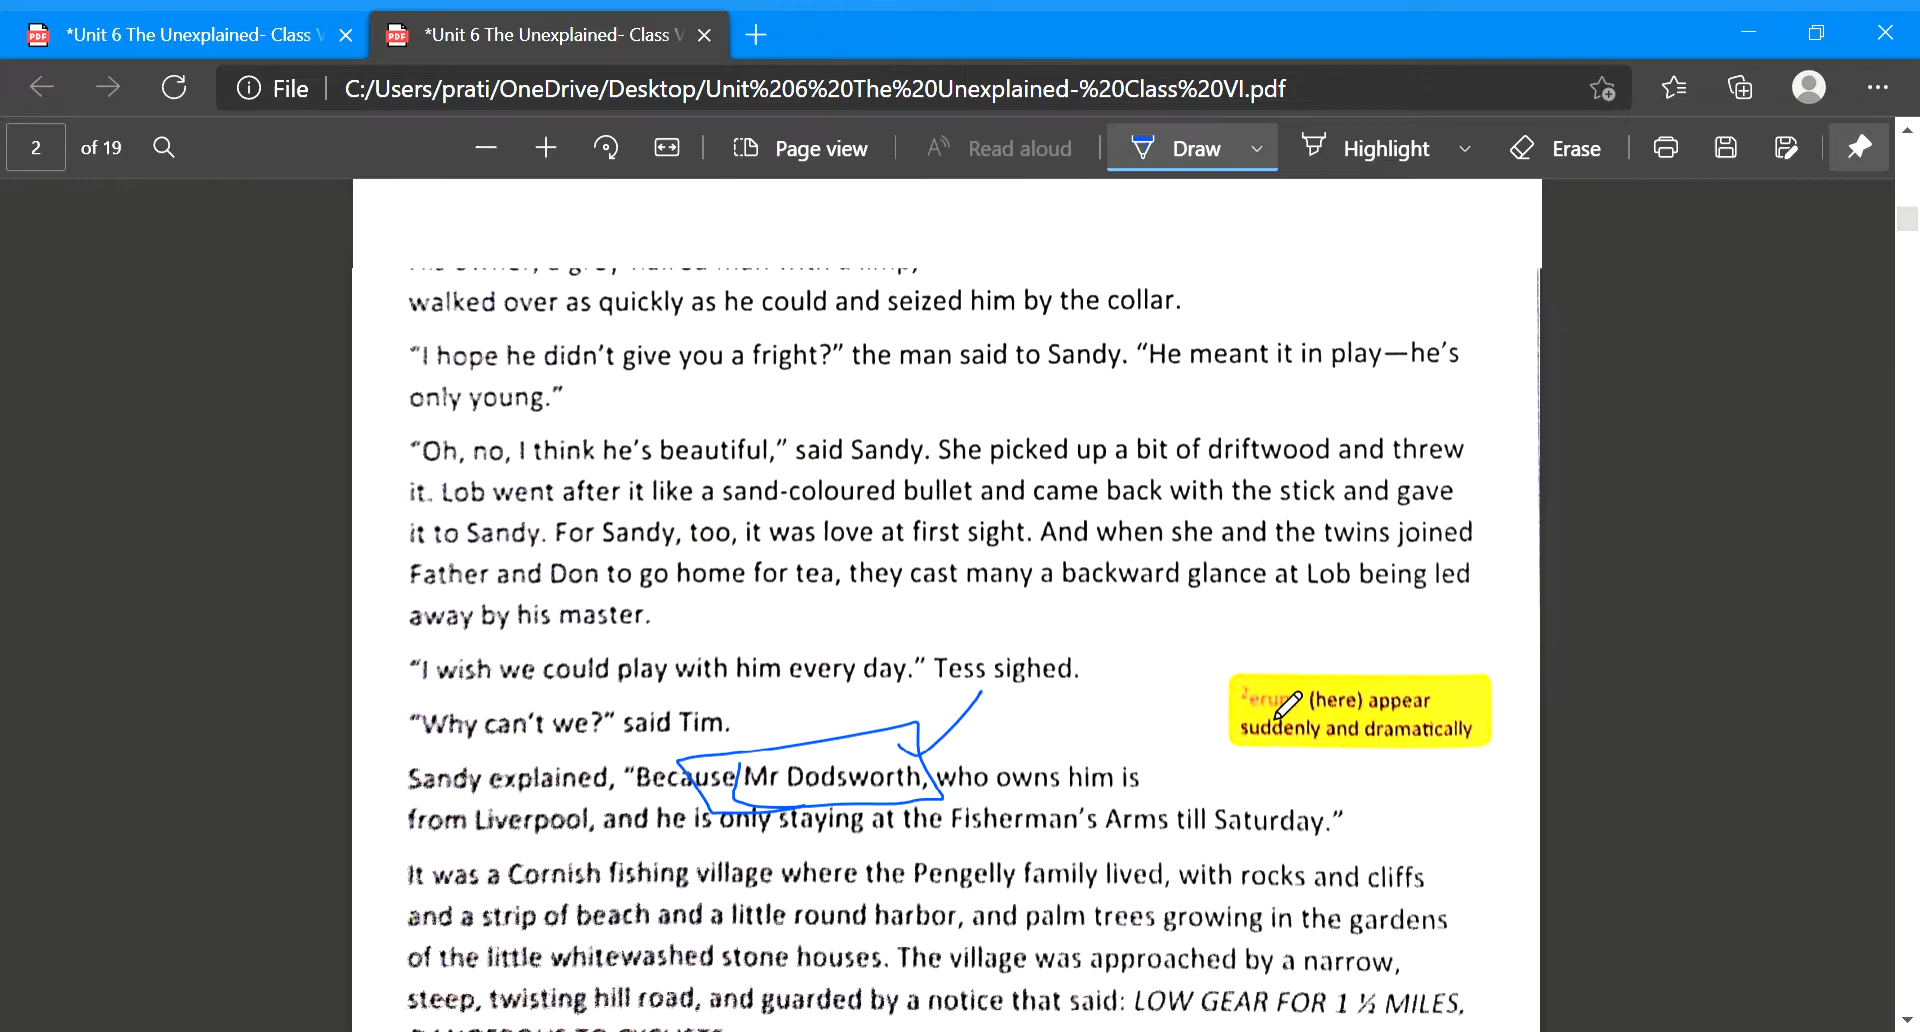 *Unit 6 The Unexplained- Class V
*Unit 6 The Unexplained- Class V
File
C:/Users/prati/OneDrive/Desktop/Unit%206%20The%20Unexplained-%20Class%20VI.pdf
2 of 19
Page view
Read aloud
Draw
Highlight
Erase
walked over as quickly as he could and seized him by the collar.
“I hope he didn’t give you a fright?” the man said to Sandy. “He meant it in play—he’s
only young.”
“Oh, no, I think he’s beautiful,” said Sandy. She picked up a bit of driftwood and threw
it. Lob went after it like a sand-coloured bullet and came back with the stick and gave
it to Sandy. For Sandy, too, it was love at first sight. And when she and the twins joined
Father and Don to go home for tea, they cast many a backward glance at Lob being led
away by his master.
“I wish we could play with him every day.” Tess sighed.
“Why can’t we?” said Tim.
(here) appear
suddenly and dramatically
Sandy explained, “Because Mr Dodsworth, who owns him is
from Liverpool, and he is only staying at the Fisherman’s Arms till Saturday.”
It was a Cornish fishing village where the Pengelly family lived, with rocks and cliffs
and a strip of beach and a little round harbor, and palm trees growing in the gardens
of the little whitewashed stone houses. The village was approached by a narrow,
steep, twisting hill road, and guarded by a notice that said: LOW GEAR FOR 1 ½ MILES,